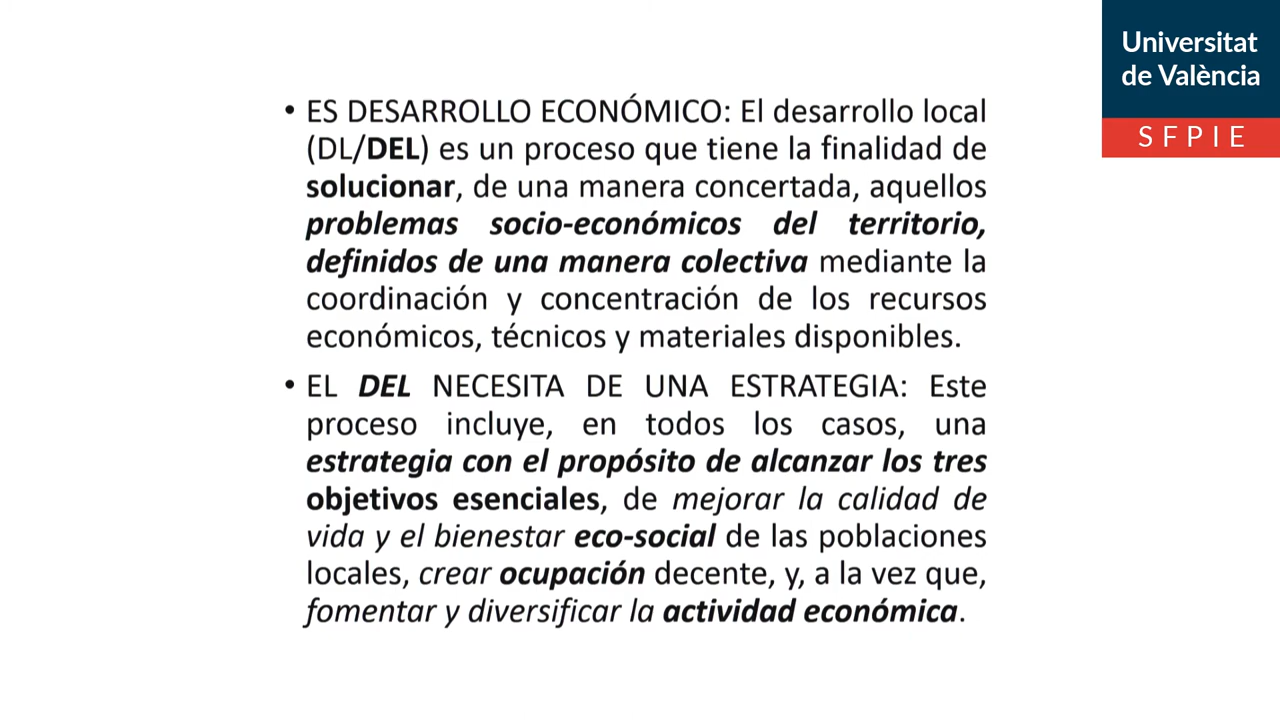 Universitat
de València
SFPIE
• ES DESARROLLO ECONÓMICO: El desarrollo local
(DL/DEL) es un proceso que tiene la finalidad de
solucionar, de una manera concertada, aquellos
problemas socio-económicos del territorio,
definidos de una manera colectiva mediante la
coordinación y concentración de los recursos
económicos, técnicos y materiales disponibles.
• EL DEL NECESITA DE UNA ESTRATEGIA: Este
proceso incluye, en todos los casos, una
estrategia con el propósito de alcanzar los tres
objetivos esenciales, de mejorar la calidad de
vida y el bienestar eco-social de las poblaciones
locales, crear ocupación decente, y, a la vez que,
fomentar y diversificar la actividad económica.